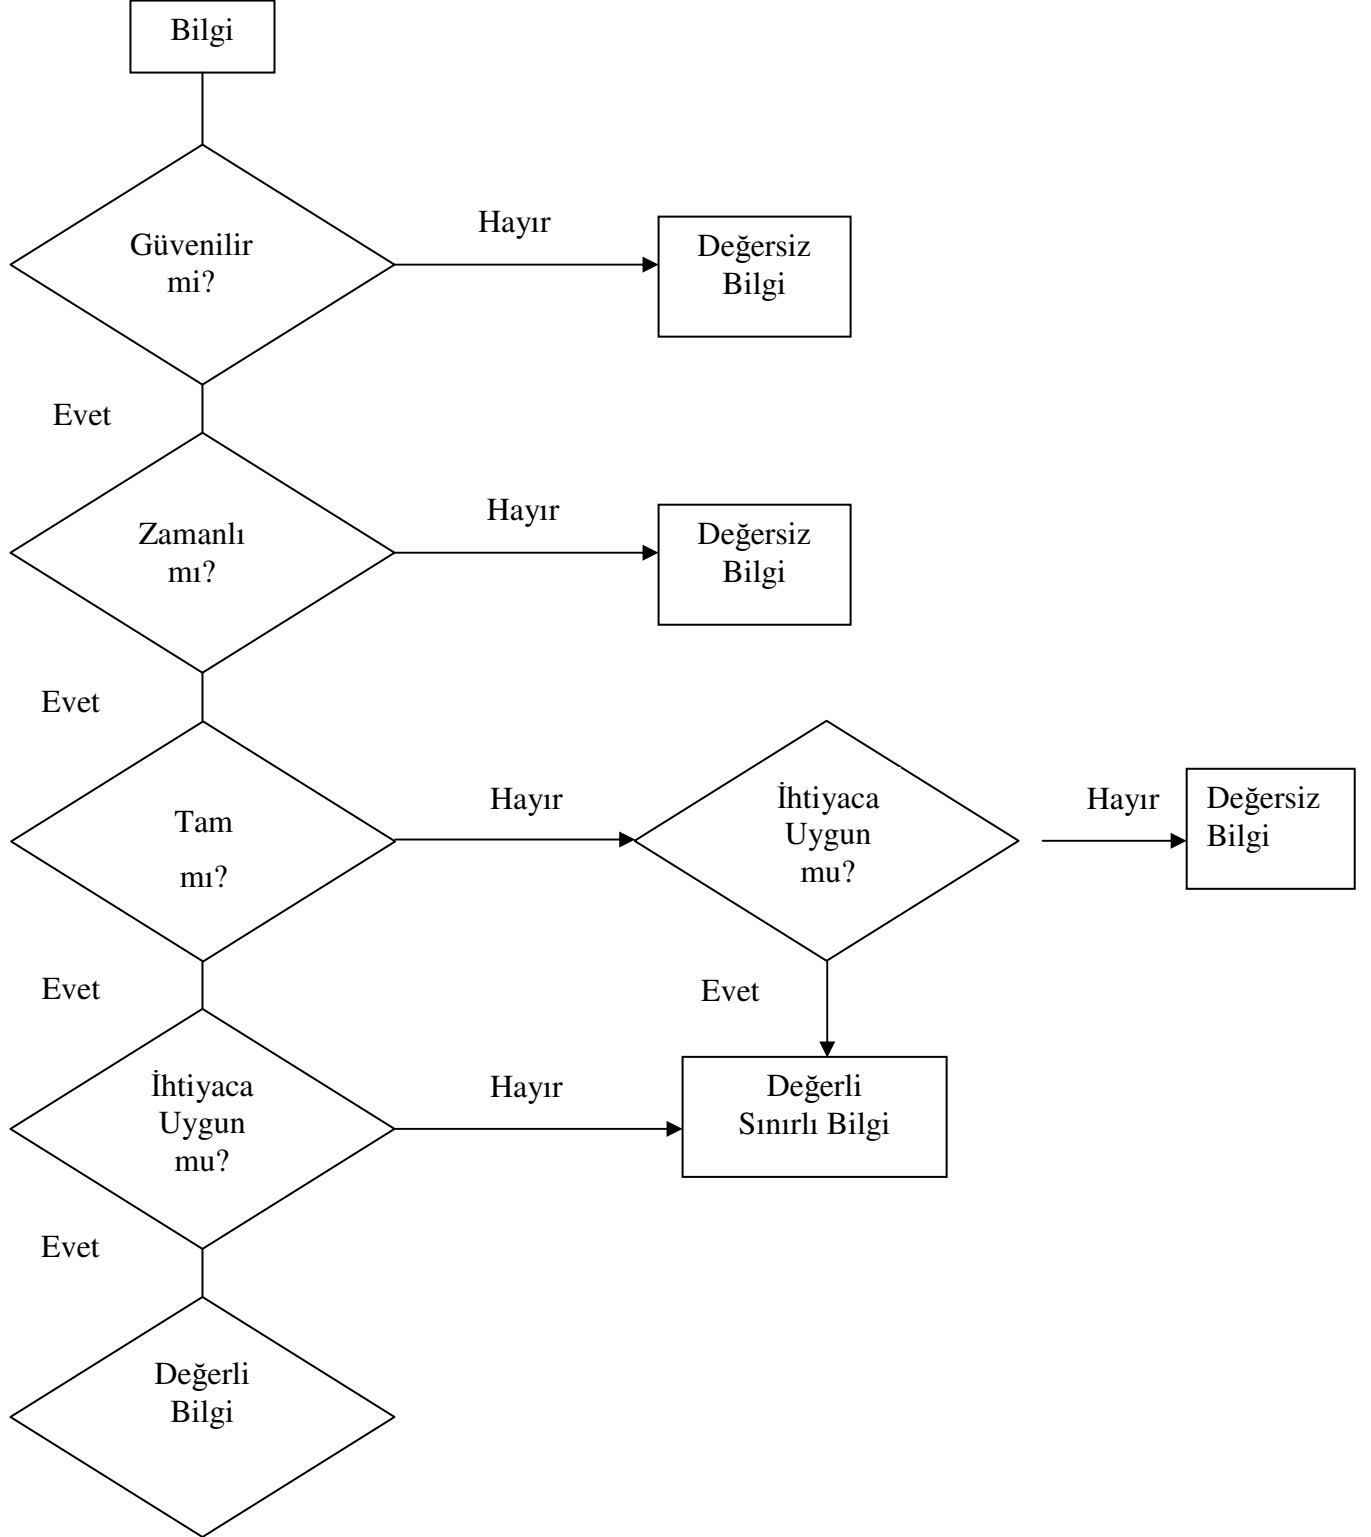 Bilgi
Hayır
Güvenilir
mi?
Değersiz
Bilgi
Evet
Hayır
Zamanlı
mı?
Değersiz
Bilgi
Evet
Hayır
Tam
mı?
İhtiyaca
Uygun
mu?
Hayır
Değersiz
Bilgi
Evet
Evet
İhtiyaca
Uygun
mu?
Hayır
Değerli
Sınırlı Bilgi
Evet
Değerli
Bilgi